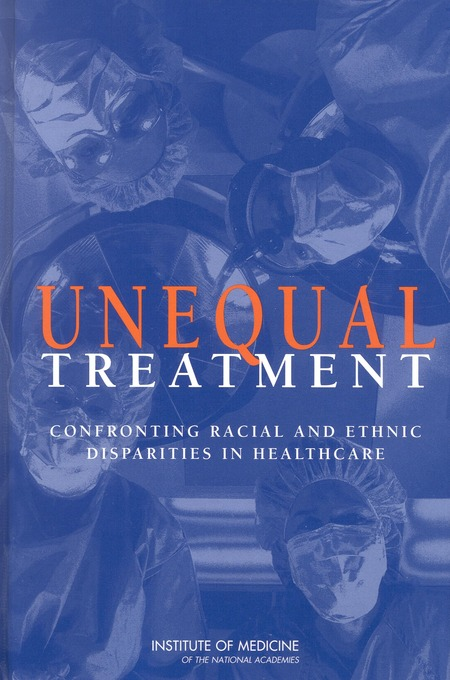 UNEQUAL
TREATMENT
CONFRONTING RACIAL AND ETHNIC
DISPARITIES IN HEALTHCARE
INSTITUTE OF MEDICINE
OF THE NATIONAL ACADEMIES